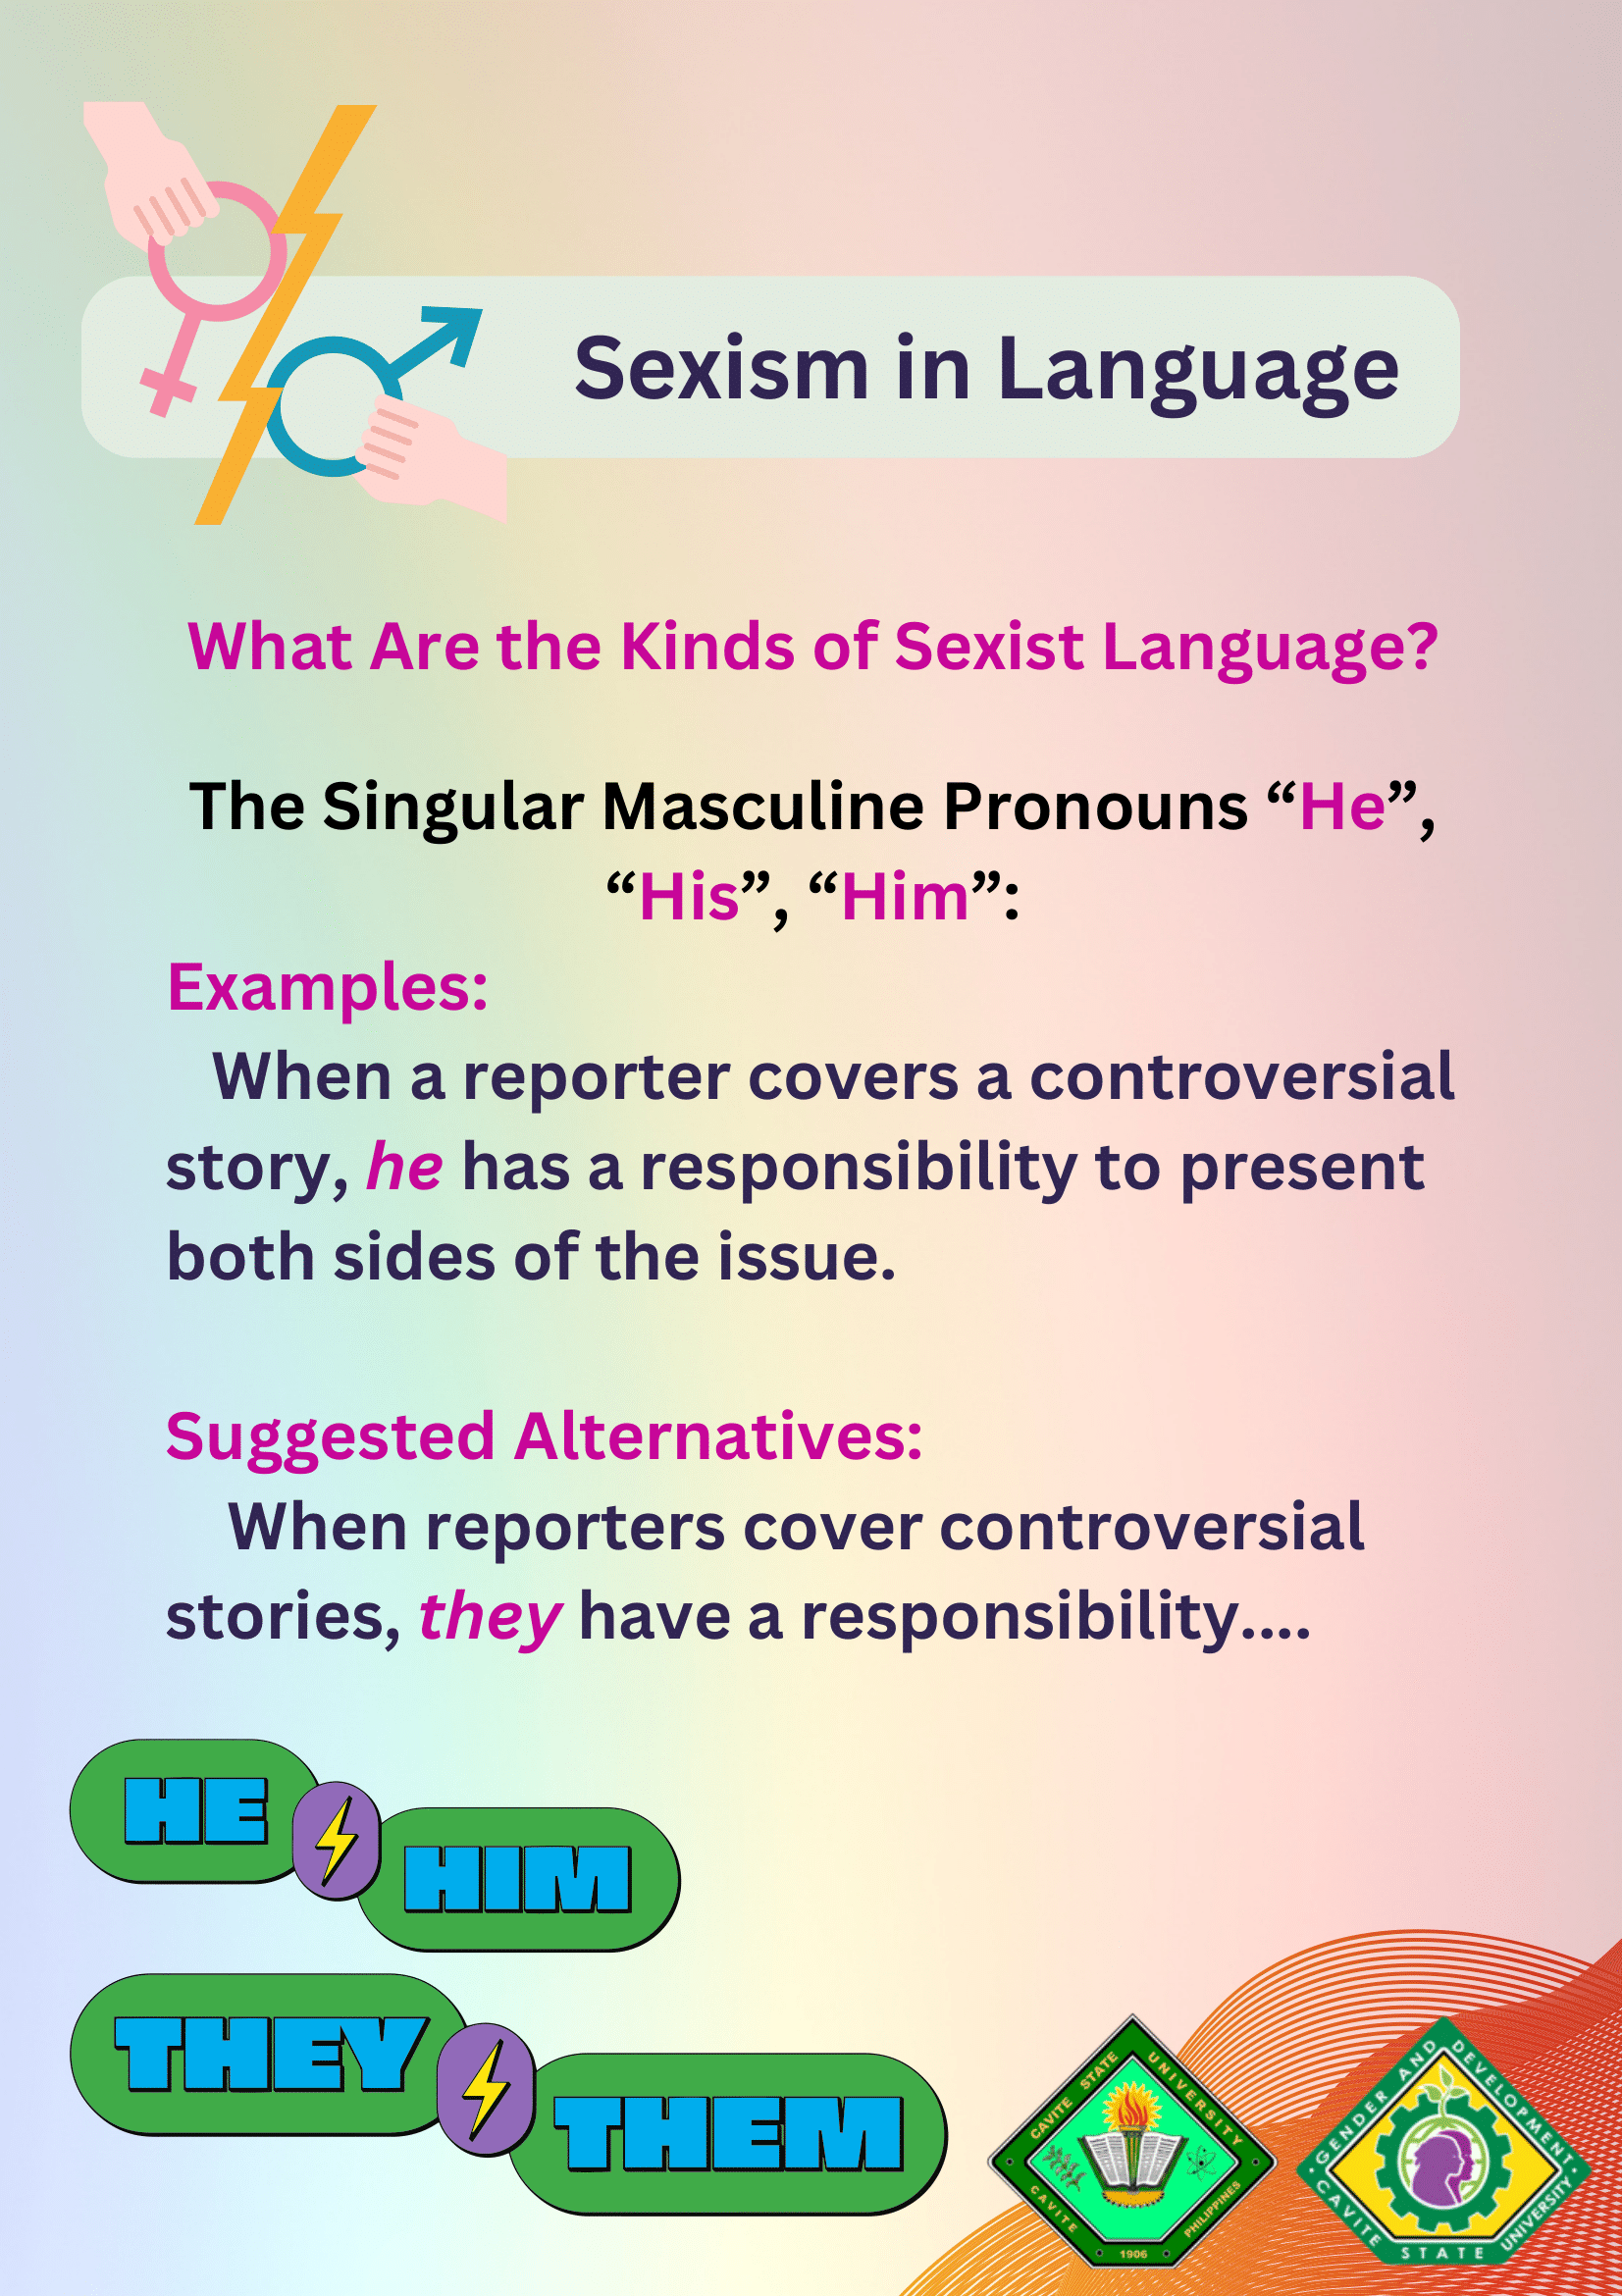 Sexism in Language
What Are the Kinds of Sexist Language?
The Singular Masculine Pronouns “He”,
“His”, “Him”:
Examples:
When a reporter covers a controversial
story, he has a responsibility to present
both sides of the issue.
Suggested Alternatives:
When reporters cover controversial
stories, they have a responsibility....
HE
HIM
THEY
THEM
CAVITE STATE UNIVERSITY
CAVITE
PHILIPPINES
1906
GENDER AND DEVELOPMENT
CAVITE STATE UNIVERSITY